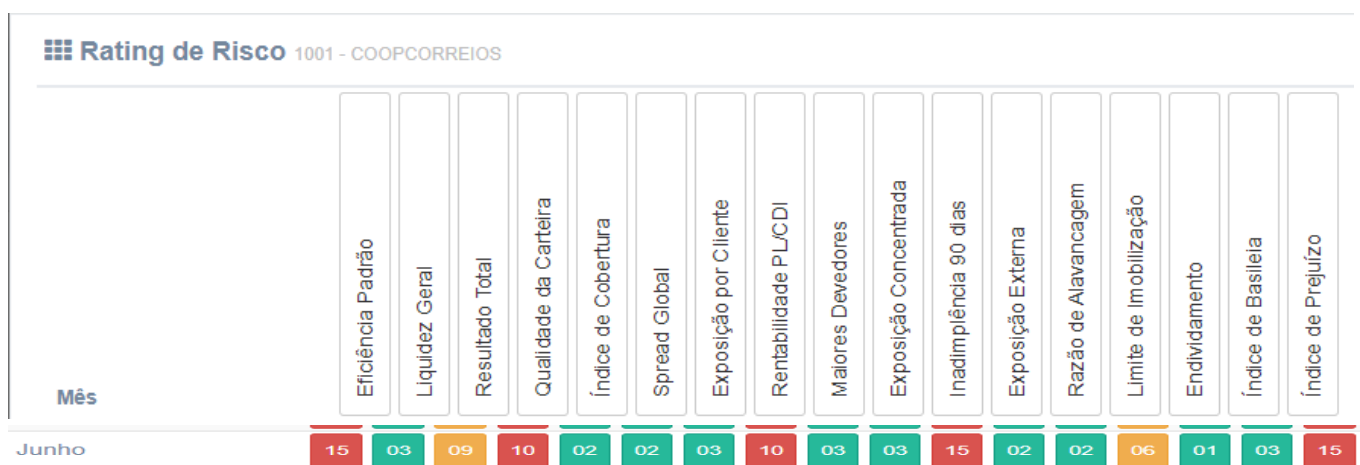 Rating de Risco 1001 - COOPCORREIOS
Mês
Eficiência Padrão
Liquidez Geral
Resultado Total
Qualidade da Carteira
Índice de Cobertura
Spread Global
Exposição por Cliente
Rentabilidade PL/CDI
Maiores Devedores
Exposição Concentrada
Inadimplência 90 dias
Exposição Externa
Razão de Alavancagem
Limite de Imobilização
Endividamento
Índice de Basileia
Índice de Prejuízo
Junho 15 03 09 10 02 02 03 10 03 03 15 02 02 06 01 03 15